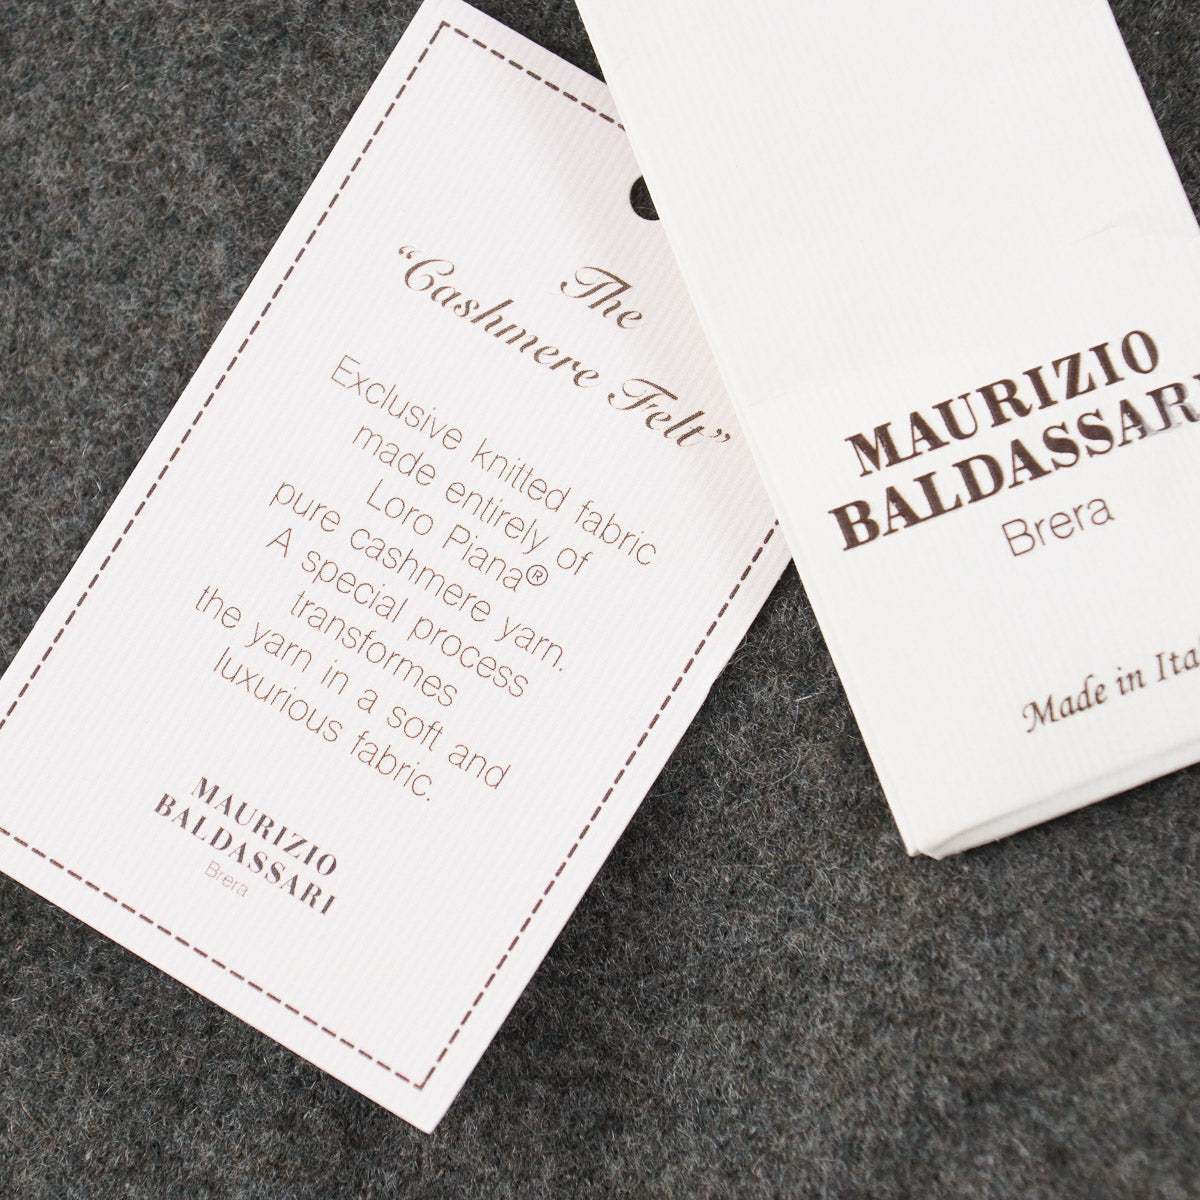 The
“Cashmere Felt”
Exclusive knitted fabric
made entirely of
Loro Piana®
pure cashmere yarn.
A special process
transformes
the yarn in a soft and
luxurious fabric.
MAURIZIO
BALDASSARI
Brera
MAURIZIO
BALDASSARI
Brera
Made in Ita